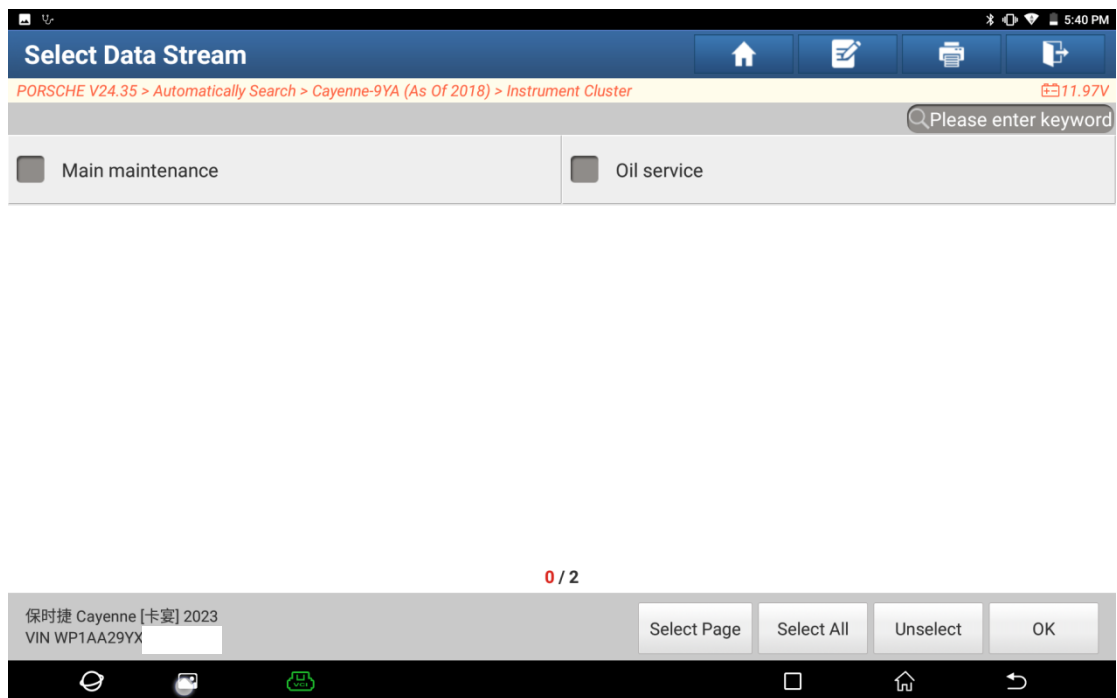 5:40 PM
Select Data Stream
PORSCHE V24.35 > Automatically Search > Cayenne-9YA (As Of 2018) > Instrument Cluster
11.97V
Please enter keyword
Main maintenance
Oil service
0 / 2
保时捷 Cayenne [卡宴] 2023
VIN WP1AA29YX
Select Page
Select All
Unselect
OK
VCI